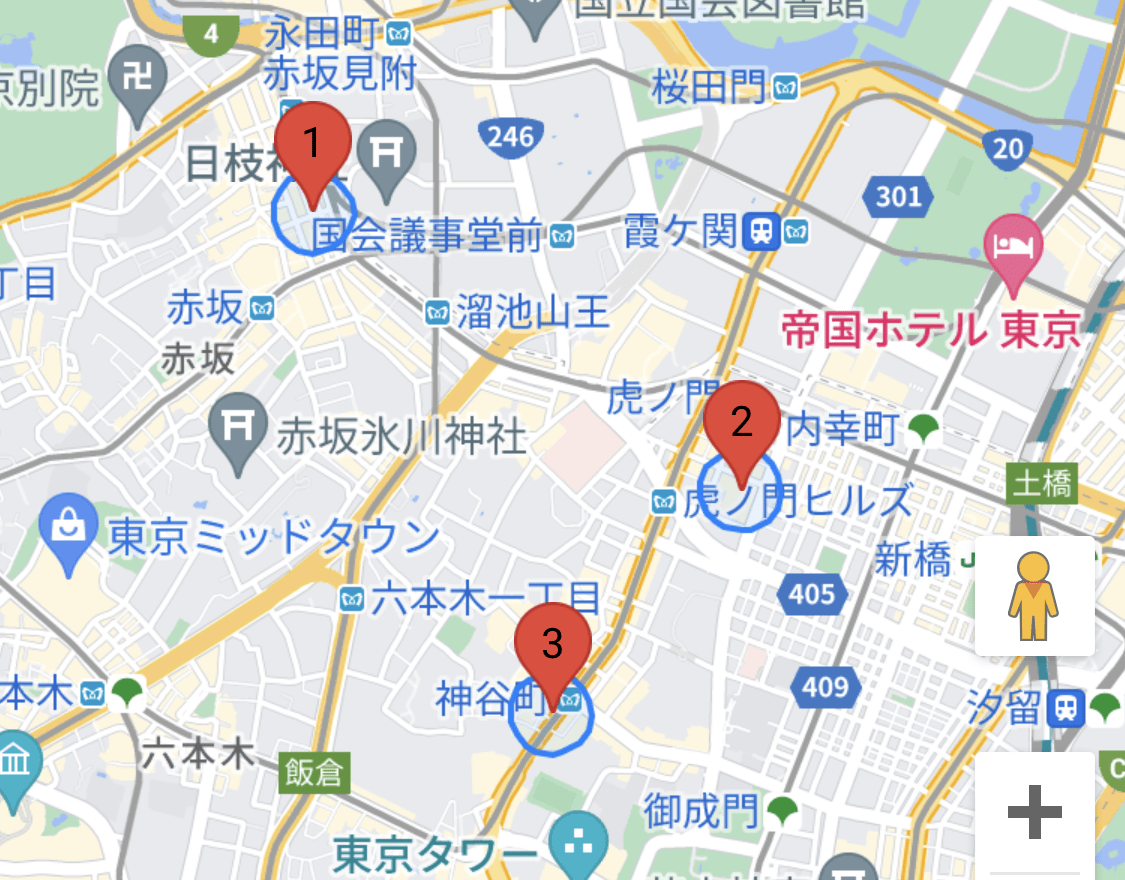 国立国会図書館
4
永田町
赤坂見附
京別院
桜田門
1
246
20
日枝神社
301
国会議事堂前
霞ケ関
丁目
赤坂
溜池山王
帝国ホテル 東京
赤坂
虎ノ門
2
内幸町
赤坂氷川神社
土橋
虎ノ門ヒルズ
東京ミッドタウン
新橋
J
405
六本木一丁目
3
409
本木
神谷町
汐留
六本木
飯倉
C
御成門
東京タワー